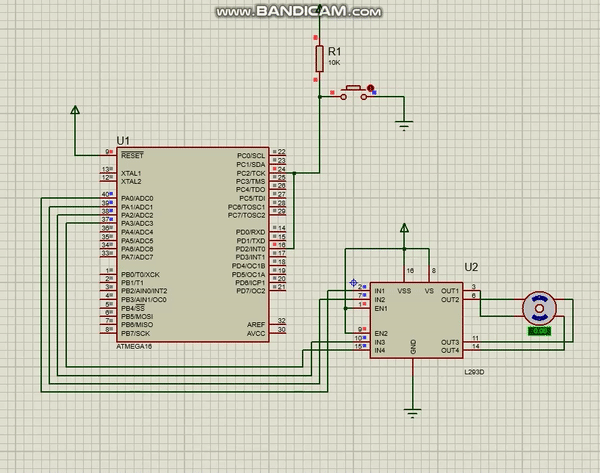 www.BANDICAM.com
R1
10K
U1
9 RESET PC0/SCL 22
PC1/SDA 23
13 XTAL1 PC2/TCK 24
12 XTAL2 PC3/TMS 25
PC4/TDO 26
40 PA0/ADC0 PC5/TDI 27
39 PA1/ADC1 PC6/TOSC1 28
38 PA2/ADC2 PC7/TOSC2 29
37 PA3/ADC3
36 PA4/ADC4 PD0/RXD 14
35 PA5/ADC5 PD1/TXD 15
34 PA6/ADC6 PD2/INT0 16
33 PA7/ADC7 PD3/INT1 17
PD4/OC1B 18
1 PB0/T0/XCK PD5/OC1A 19
2 PB1/T1 PD6/ICP1 20
3 PB2/AIN0/INT2 PD7/OC2 21
4 PB3/AIN1/OC0
5 PB4/SS
6 PB5/MOSI
7 PB6/MISO AREF 32
8 PB7/SCK AVCC 30
ATMEGA16
U2
16 8
2 IN1 VSS VS OUT1 3
7 IN2 OUT2 6
1 EN1
9 EN2
10 IN3 OUT3 11
15 IN4 GND OUT4 14
L293D